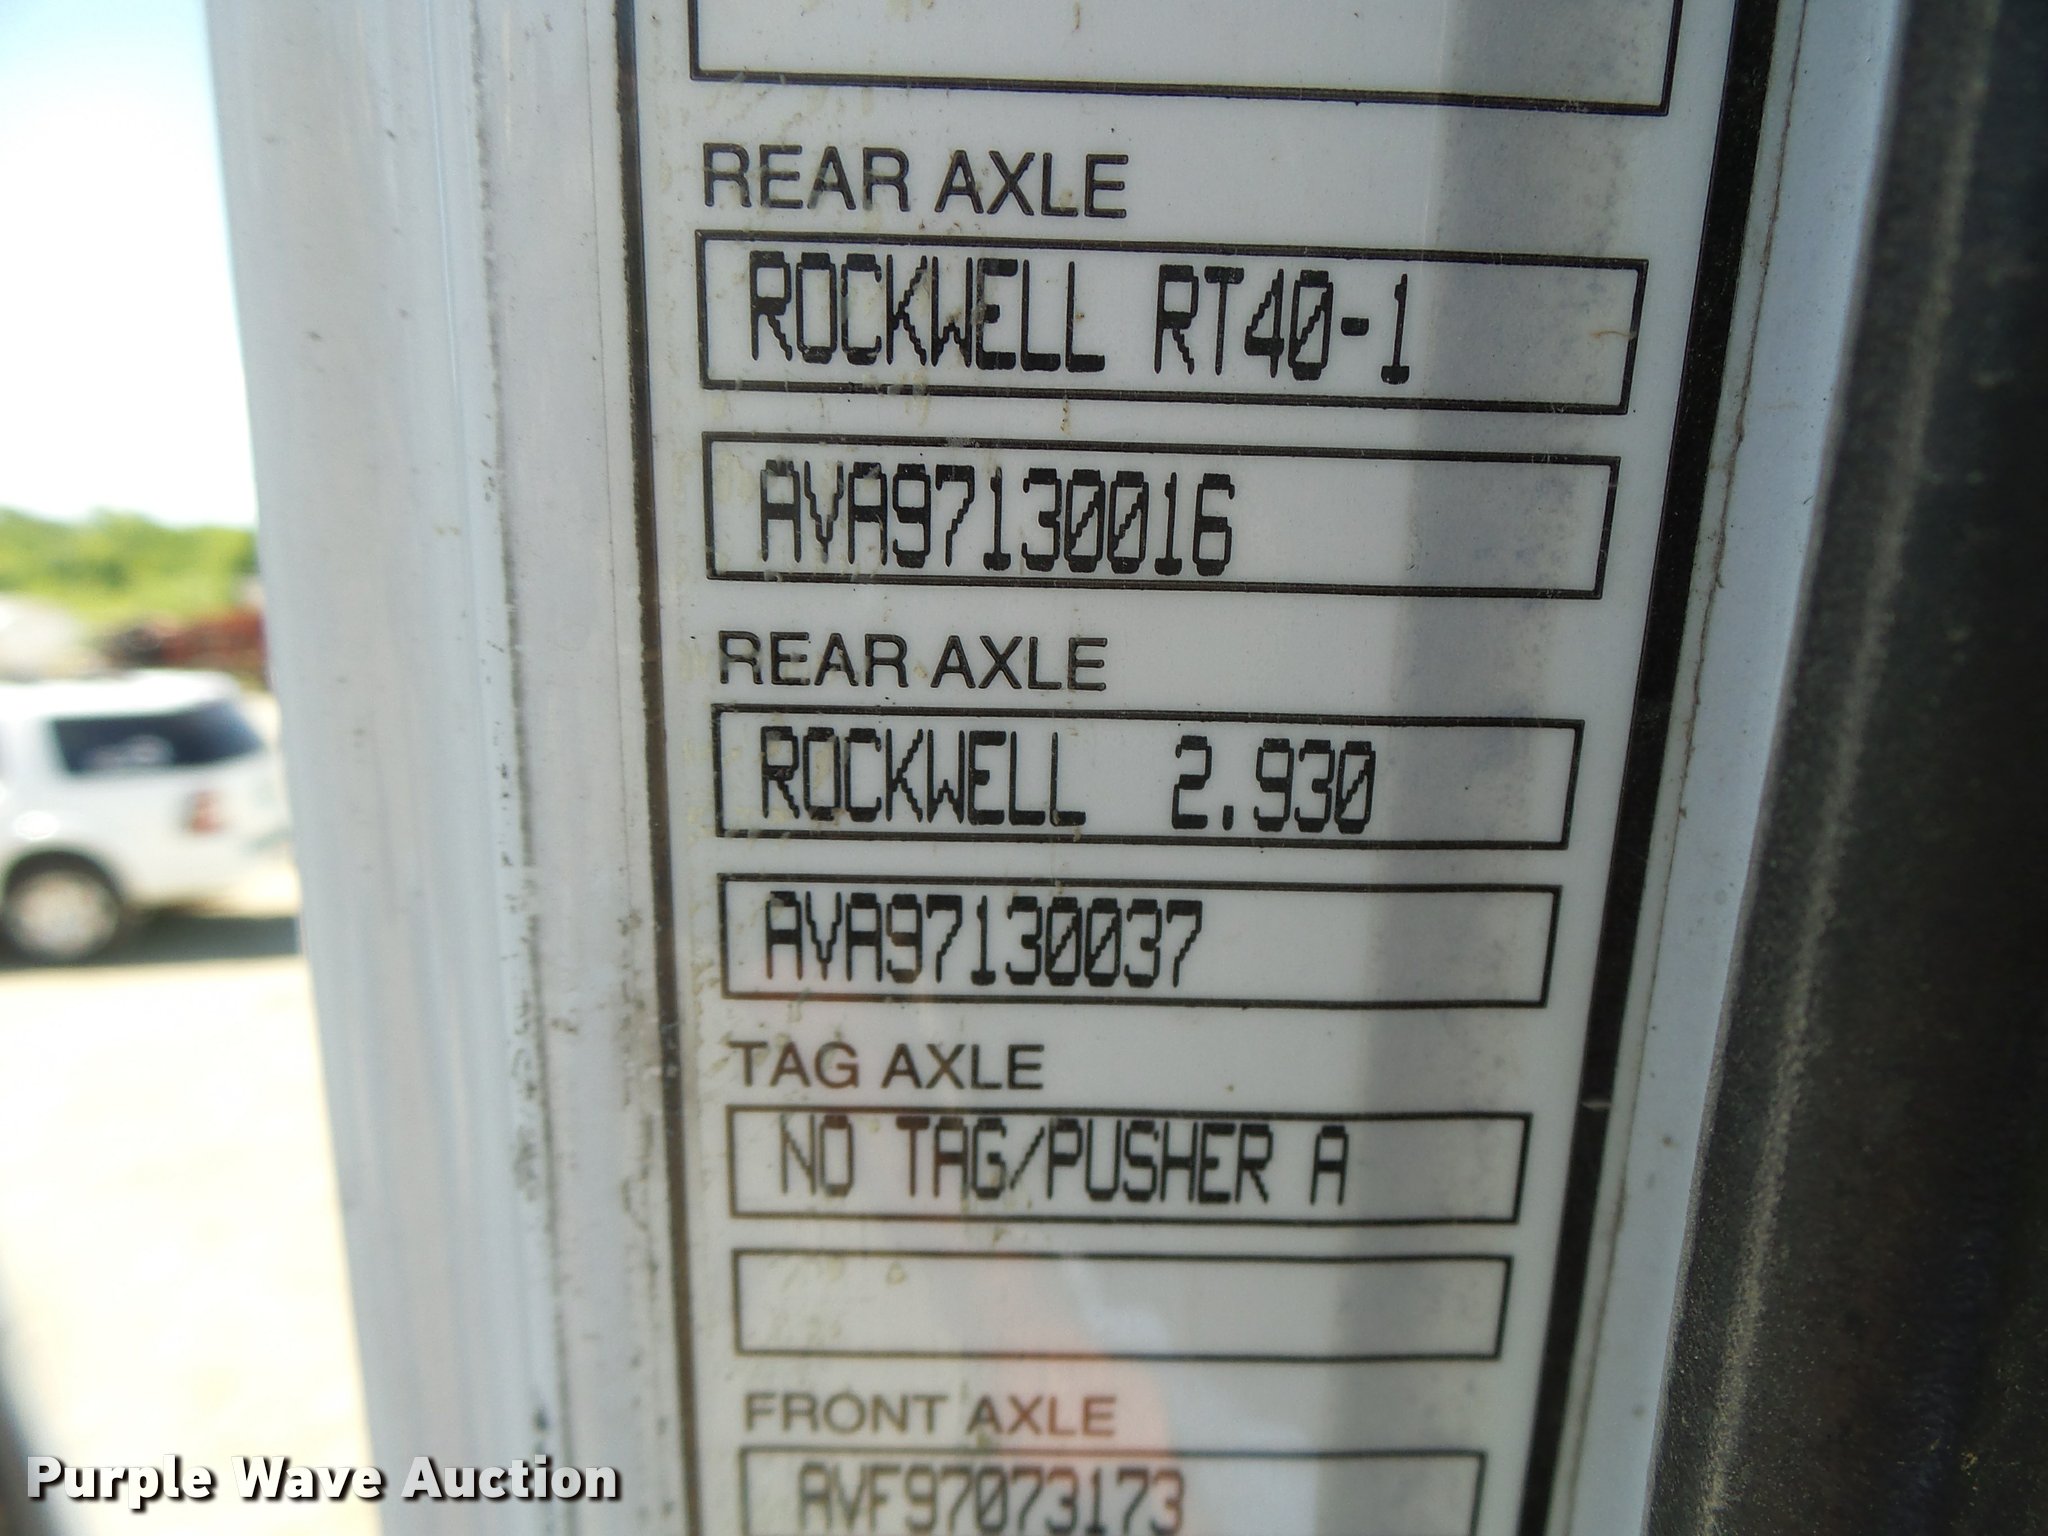 REAR AXLE
ROCKWELL RT40-1
AVA97130016
REAR AXLE
ROCKWELL 2.930
AVA97130037
TAG AXLE
NO TAG/PUSHER A
FRONT AXLE
AVF97073173
Purple Wave Auction